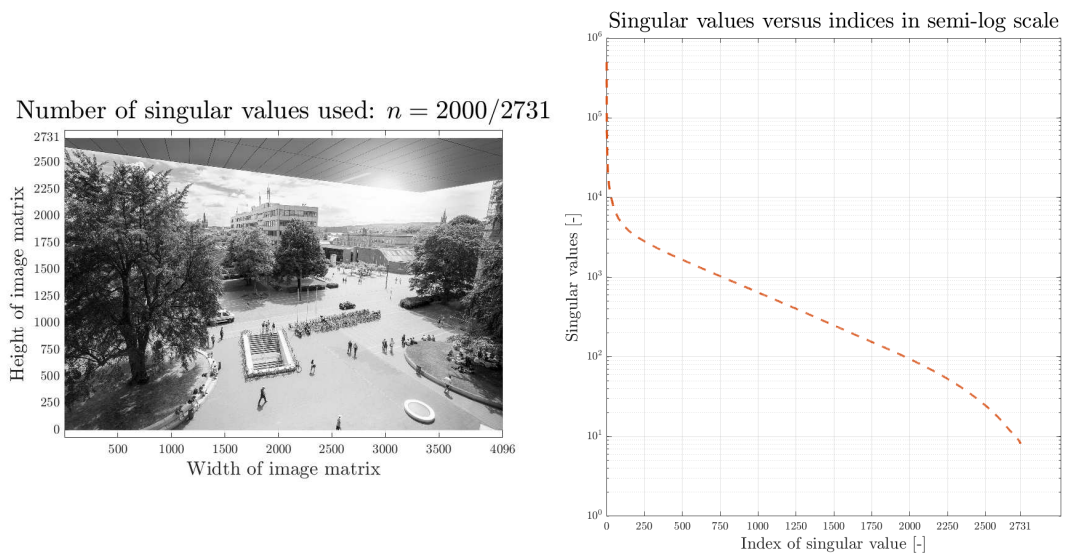 Number of singular values used: n = 2000/2731
2731
2500
2250
2000
1750
1500
1250
1000
750
500
250
0
Height of image matrix
500 1000 1500 2000 2500 3000 3500 4096
Width of image matrix
Singular values versus indices in semi-log scale
10^6
10^5
10^4
10^3
10^2
10^1
10^0
Singular values [-]
0 250 500 750 1000 1250 1500 1750 2000 2250 2500 2731
Index of singular value [-]